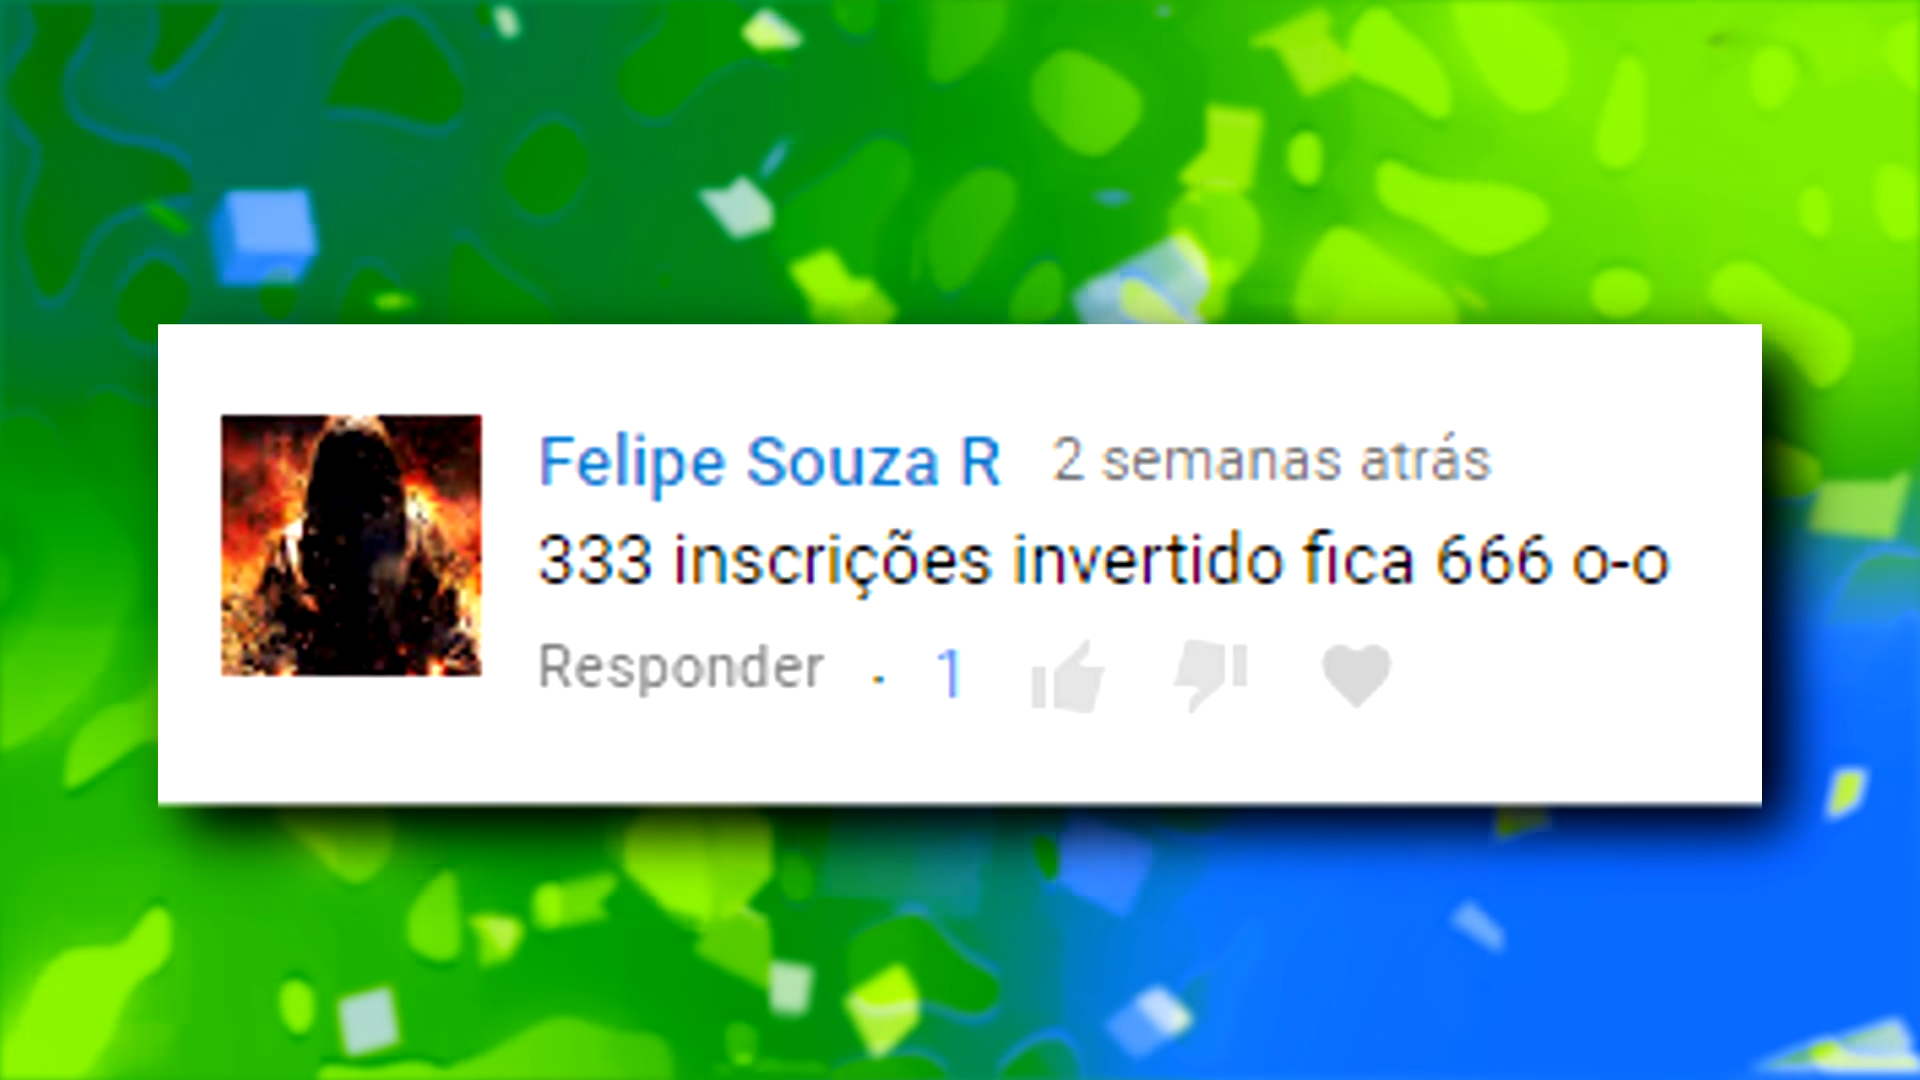 Felipe Souza R 2 semanas atrás
333 inscrições invertido fica 666 o-o
Responder · 1